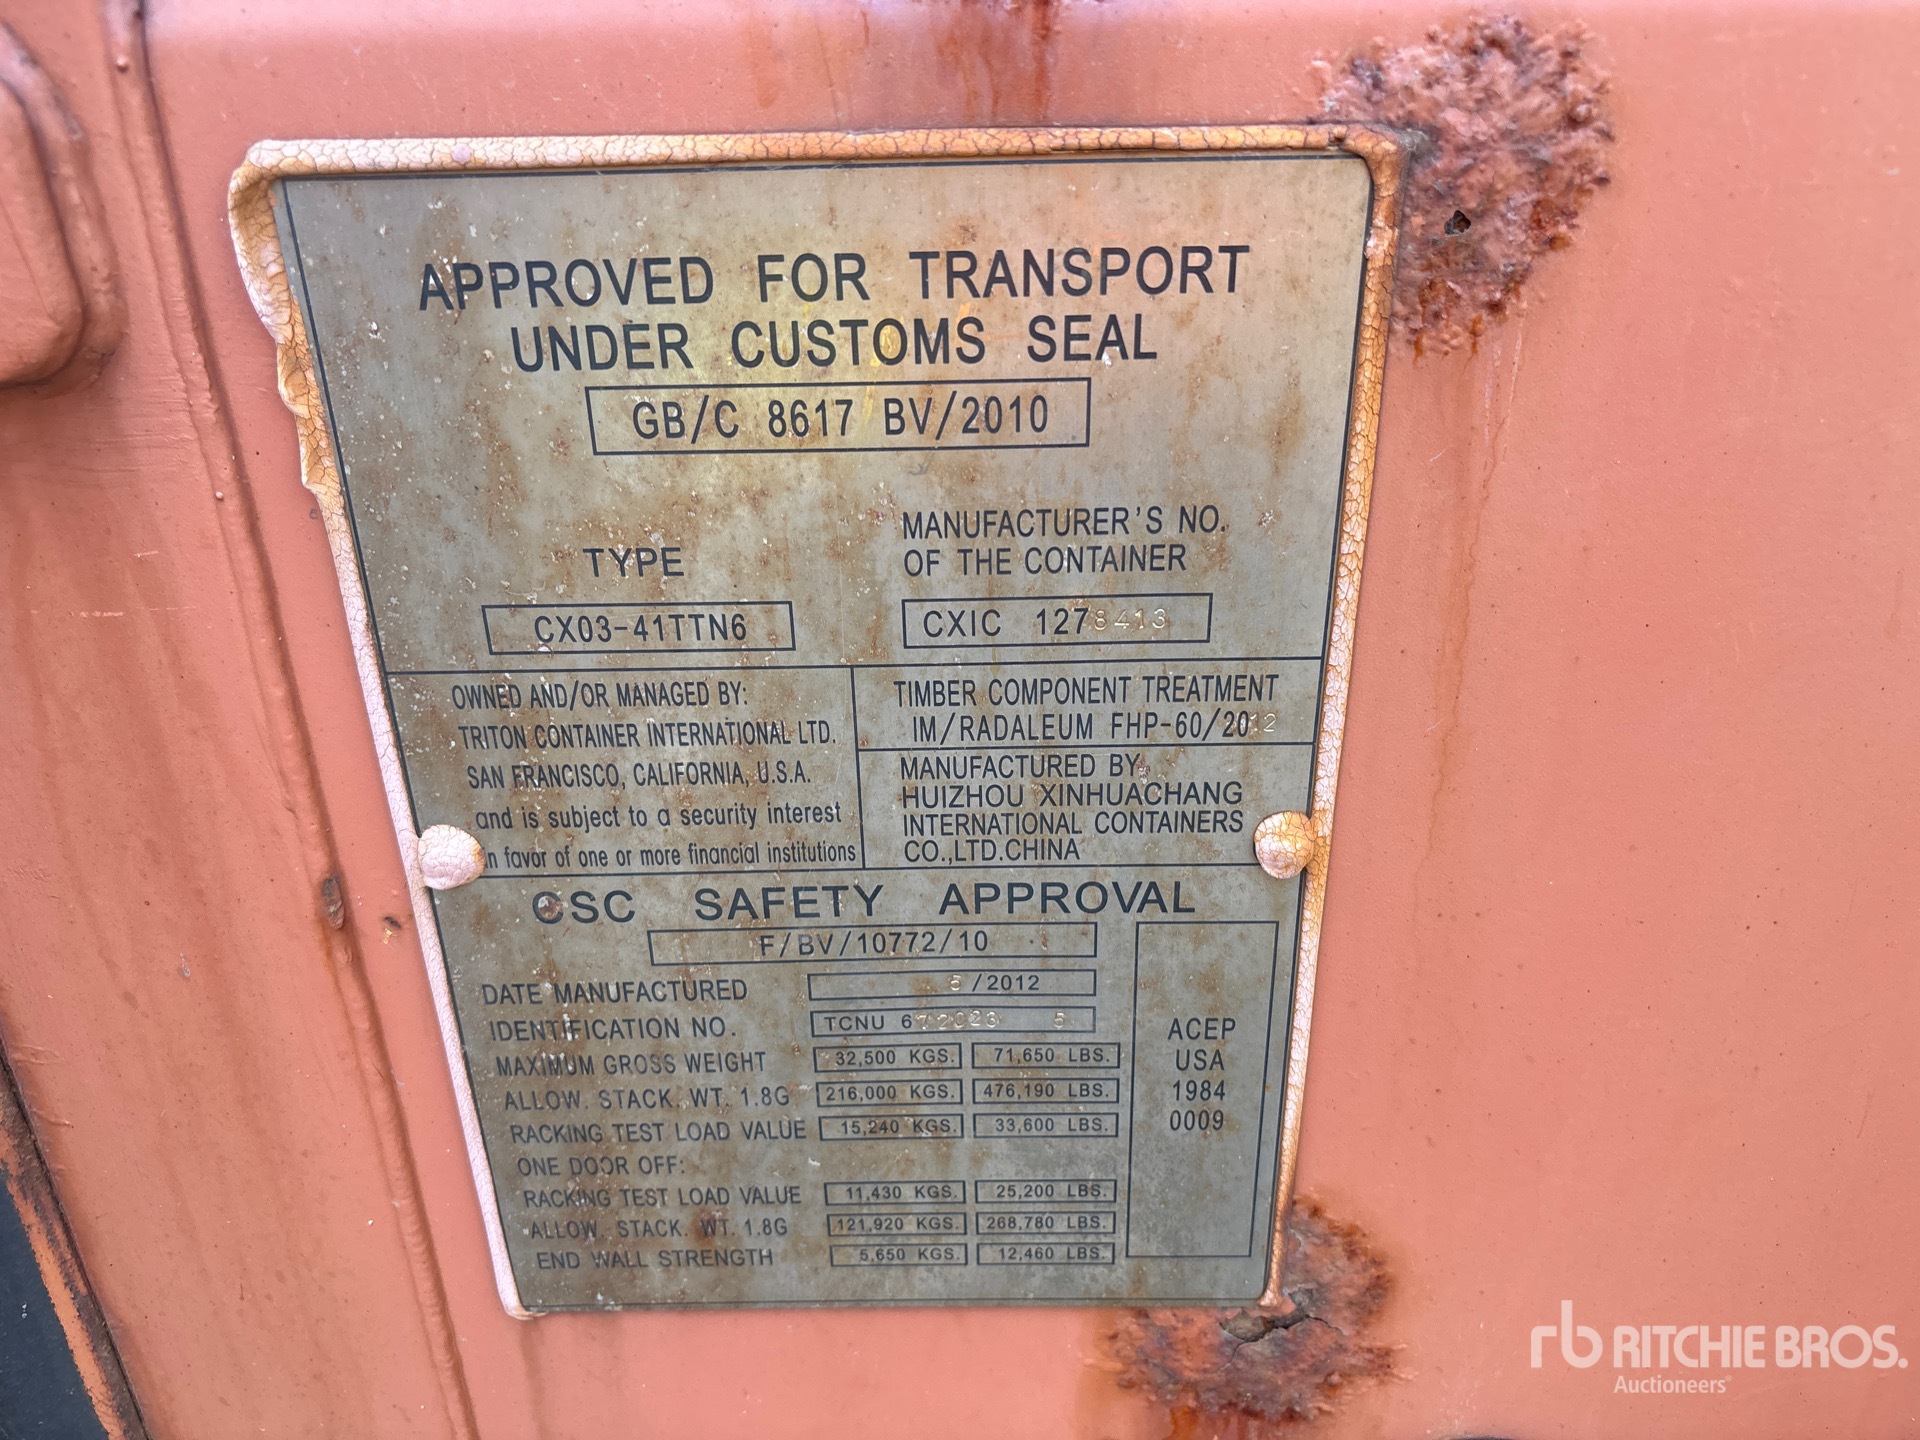 APPROVED FOR TRANSPORT
UNDER CUSTOMS SEAL
GB/C 8617 BV/2010
TYPE
CX03-41TTN6
MANUFACTURER'S NO.
OF THE CONTAINER
CXIC 1278413
OWNED AND/OR MANAGED BY:
TRITON CONTAINER INTERNATIONAL LTD.
SAN FRANCISCO, CALIFORNIA, U.S.A.
and is subject to a security interest
in favor of one or more financial institutions
TIMBER COMPONENT TREATMENT
IM/RADALEUM FHP-60/2012
MANUFACTURED BY
HUIZHOU XINHUACHANG
INTERNATIONAL CONTAINERS
CO.,LTD.CHINA
CSC SAFETY APPROVAL
F/BV/10772/10
DATE MANUFACTURED 5/2012
IDENTIFICATION NO. TCNU 672023 5
MAXIMUM GROSS WEIGHT 32,500 KGS. 71,650 LBS.
ALLOW. STACK. WT. 1.8G 216,000 KGS. 476,190 LBS.
RACKING TEST LOAD VALUE 15,240 KGS. 33,600 LBS.
ONE DOOR OFF:
RACKING TEST LOAD VALUE 11,430 KGS. 25,200 LBS.
ALLOW. STACK. WT. 1.8G 121,920 KGS. 268,780 LBS.
END WALL STRENGTH 5,650 KGS. 12,460 LBS.
ACEP
USA
1984
0009
rb RITCHIE BROS.
Auctioneers